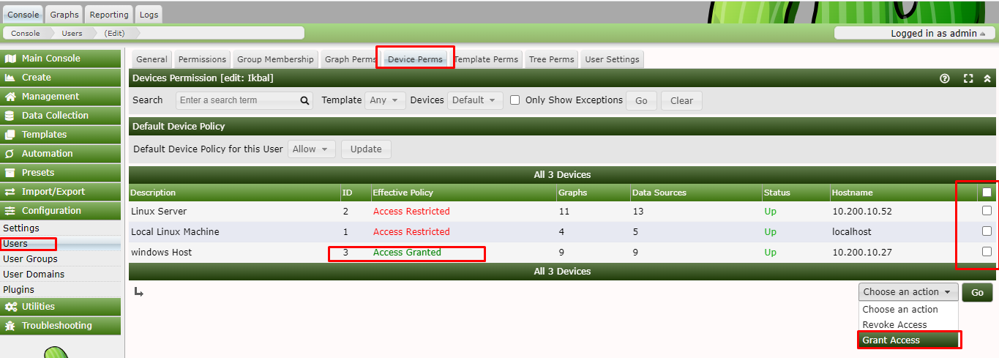 Console Graphs Reporting Logs
Console Users (Edit) Logged in as admin
Main Console
Create
Management
Data Collection
Templates
Automation
Presets
Import/Export
Configuration
Settings
Users
User Groups
User Domains
Plugins
Utilities
Troubleshooting
General Permissions Group Membership Graph Perms Device Perms Template Perms Tree Perms User Settings
Devices Permission [edit: Ikbal]
Search Enter a search term Template Any Devices Default Only Show Exceptions Go Clear
Default Device Policy
Default Device Policy for this User Allow Update
All 3 Devices
Description ID Effective Policy Graphs Data Sources Status Hostname
Linux Server 2 Access Restricted 11 13 Up 10.200.10.52
Local Linux Machine 1 Access Restricted 4 5 Up localhost
windows Host 3 Access Granted 9 9 Up 10.200.10.27
All 3 Devices
Choose an action Go
Choose an action
Revoke Access
Grant Access